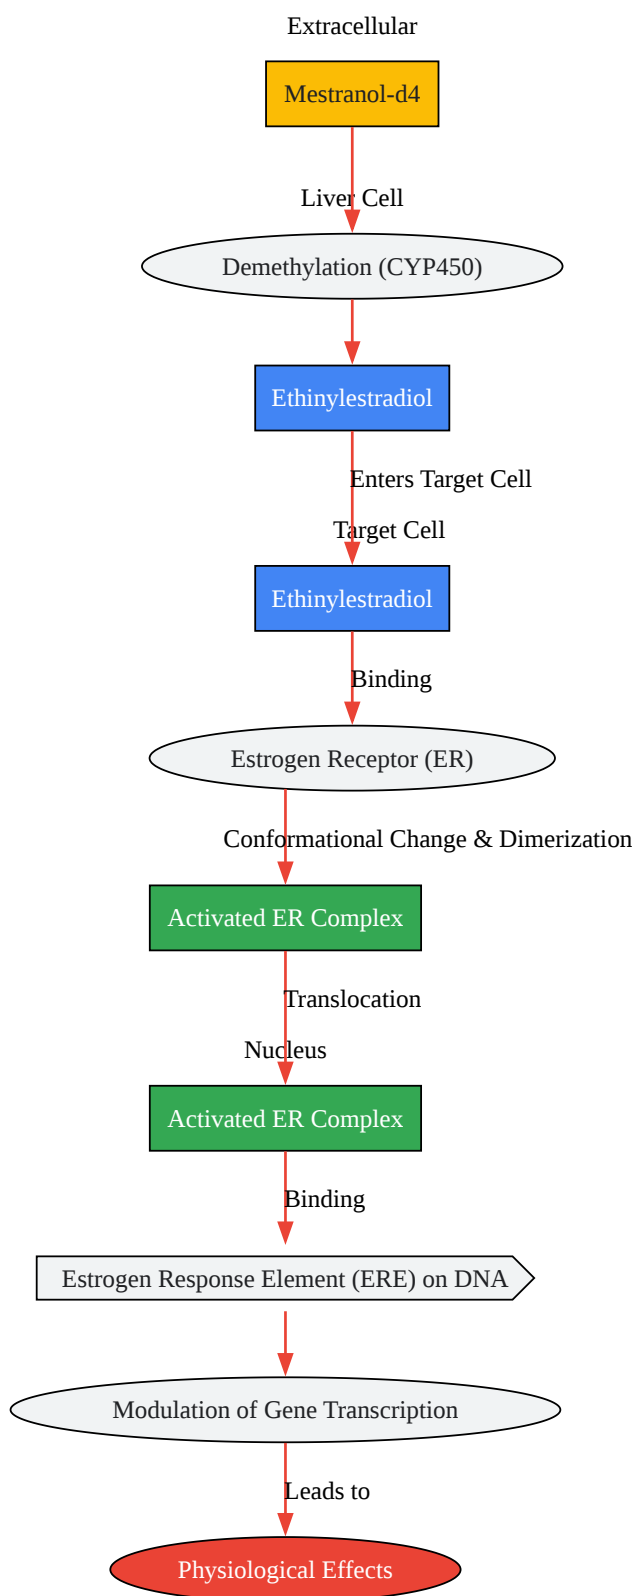 Extracellular
Mestranol-d4
Liver Cell
Demethylation (CYP450)
Ethinylestradiol
Enters Target Cell
Target Cell
Ethinylestradiol
Binding
Estrogen Receptor (ER)
Conformational Change & Dimerization
Activated ER Complex
Translocation
Nucleus
Activated ER Complex
Binding
Estrogen Response Element (ERE) on DNA
Modulation of Gene Transcription
Leads to
Physiological Effects